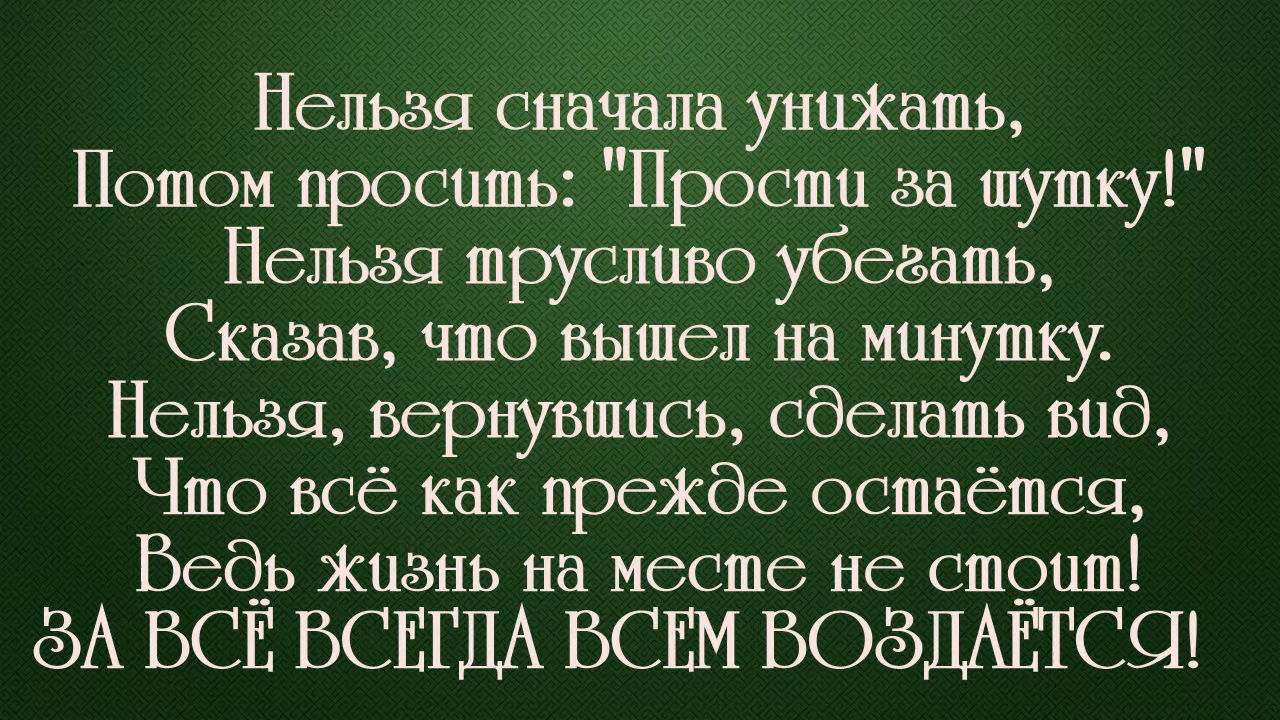 Нельзя сначала унижать,
Потом просить: "Прости за шутку!"
Нельзя трусливо убегать,
Сказав, что вышел на минутку.
Нельзя, вернувшись, сделать вид,
Что всё как прежде остаётся,
Ведь жизнь на месте не стоит!
ЗА ВСЁ ВСЕГДА ВСЕМ ВОЗДАЁТСЯ!